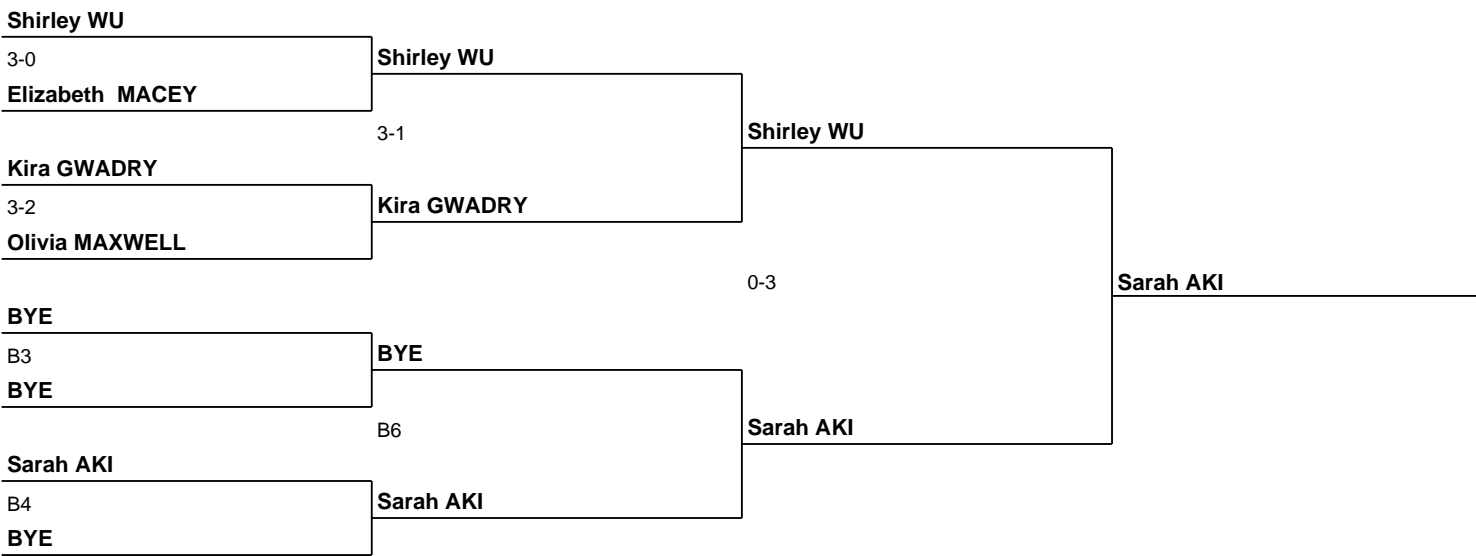 Shirley WU
3-0
Shirley WU
Elizabeth  MACEY
3-1
Shirley WU
Kira GWADRY
3-2
Kira GWADRY
Olivia MAXWELL
0-3
Sarah AKI
BYE
B3
BYE
BYE
B6
Sarah AKI
Sarah AKI
B4
Sarah AKI
BYE